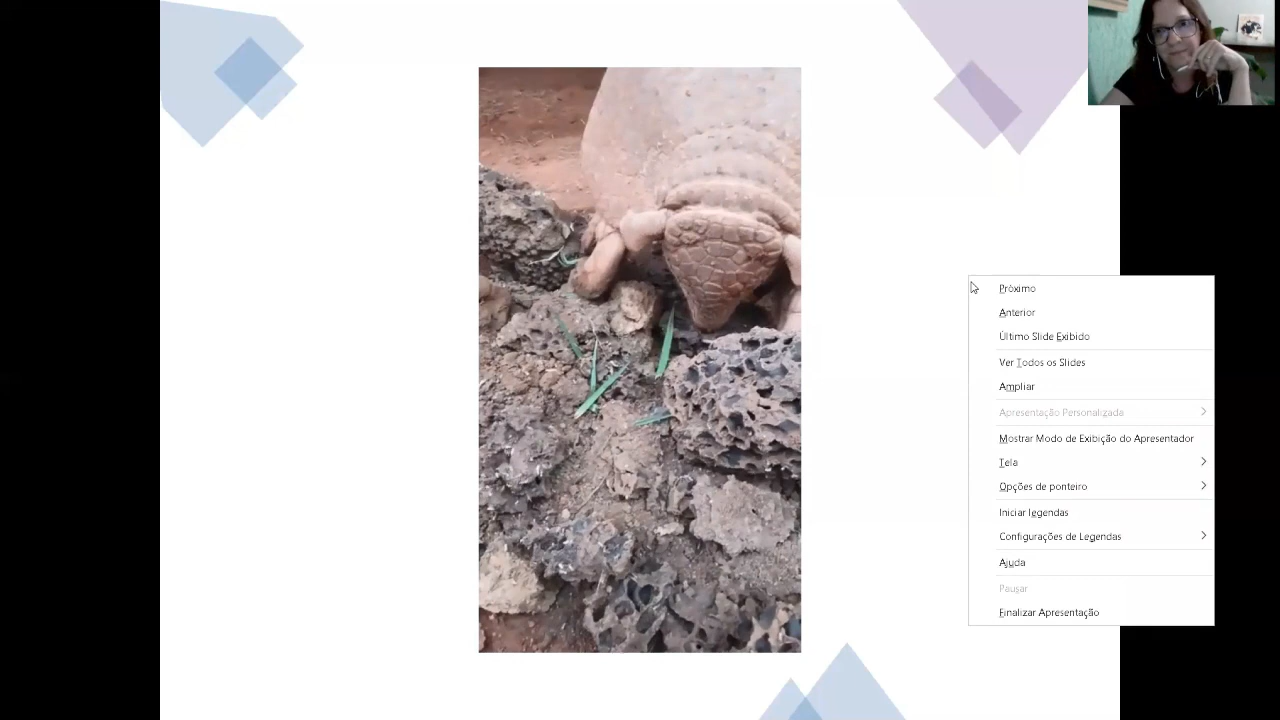 Próximo
Anterior
Último Slide Exibido
Ver Todos os Slides
Ampliar
Apresentação Personalizada
Mostrar Modo de Exibição do Apresentador
Tela
Opções de ponteiro
Iniciar legendas
Configurações de Legendas
Ajuda
Pausar
Finalizar Apresentação